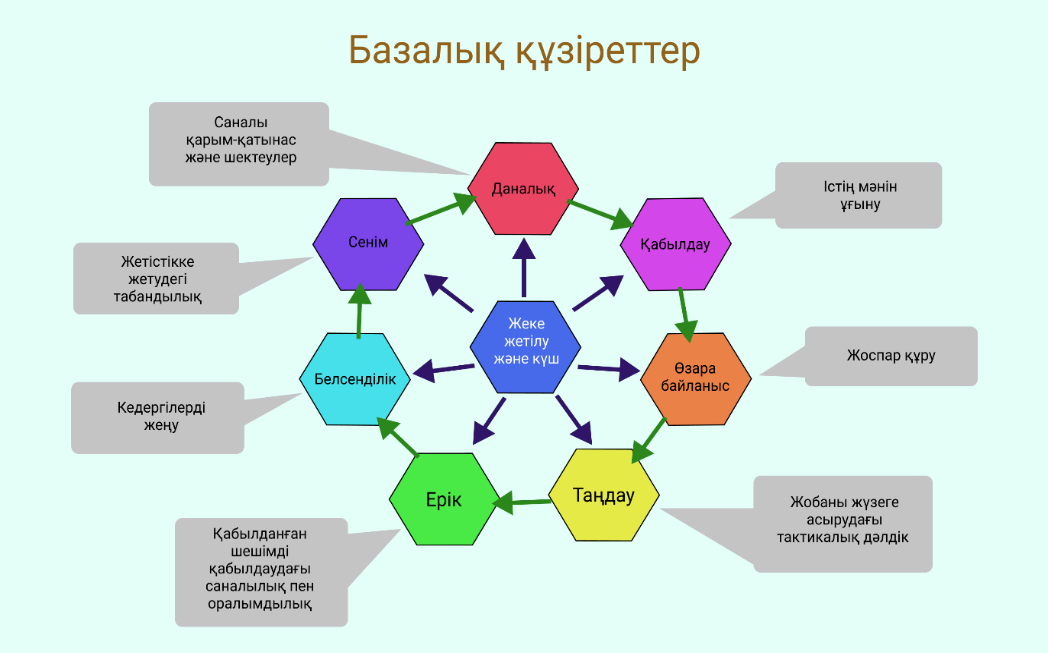 Базалық құзіреттер
Саналы
қарым-қатынас
және шектеулер
Даналық
Істің мәнін
ұғыну
Қабылдау
Сенім
Жетістікке
жетудегі
табандылық
Жеке
жетілу
және күш
Жоспар құру
Өзара
байланыс
Белсенділік
Кедергілерді
жеңу
Ерік
Таңдау
Жобаны жүзеге
асырудағы
тактикалық дәлдік
Қабылданған
шешімді
қабылдаудағы
саналылық пен
оралымдылық